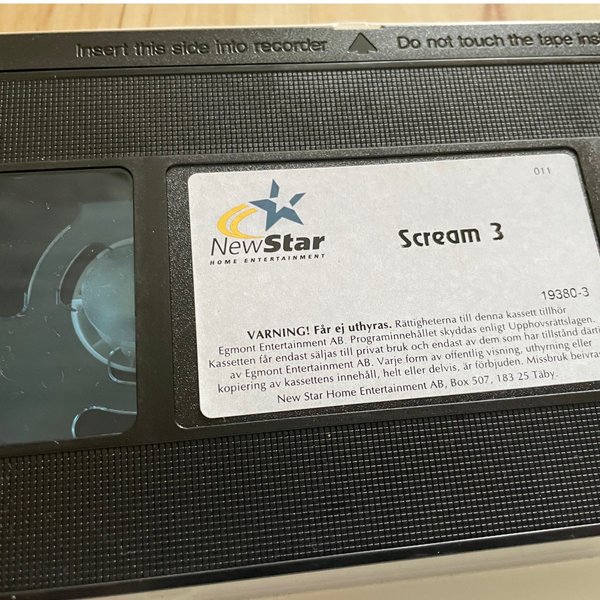 Insert this side into recorder
Do not touch the tape
011
NewStar
HOME ENTERTAINMENT
Scream 3
19380-3
VARNING! Får ej uthyras. Rättigheterna till denna kassett tillhör
Egmont Entertainment AB. Programinnehållet skyddas enligt Upphovsrättslagen.
Kassetten får endast säljas till privat bruk och endast av dem som har tillstånd därti
av Egmont Entertainment AB. Varje form av offentlig visning, uthyrning eller
kopiering av kassettens innehåll, helt eller delvis, är förbjuden. Missbruk beivras
New Star Home Entertainment AB, Box 507, 183 25 Täby.